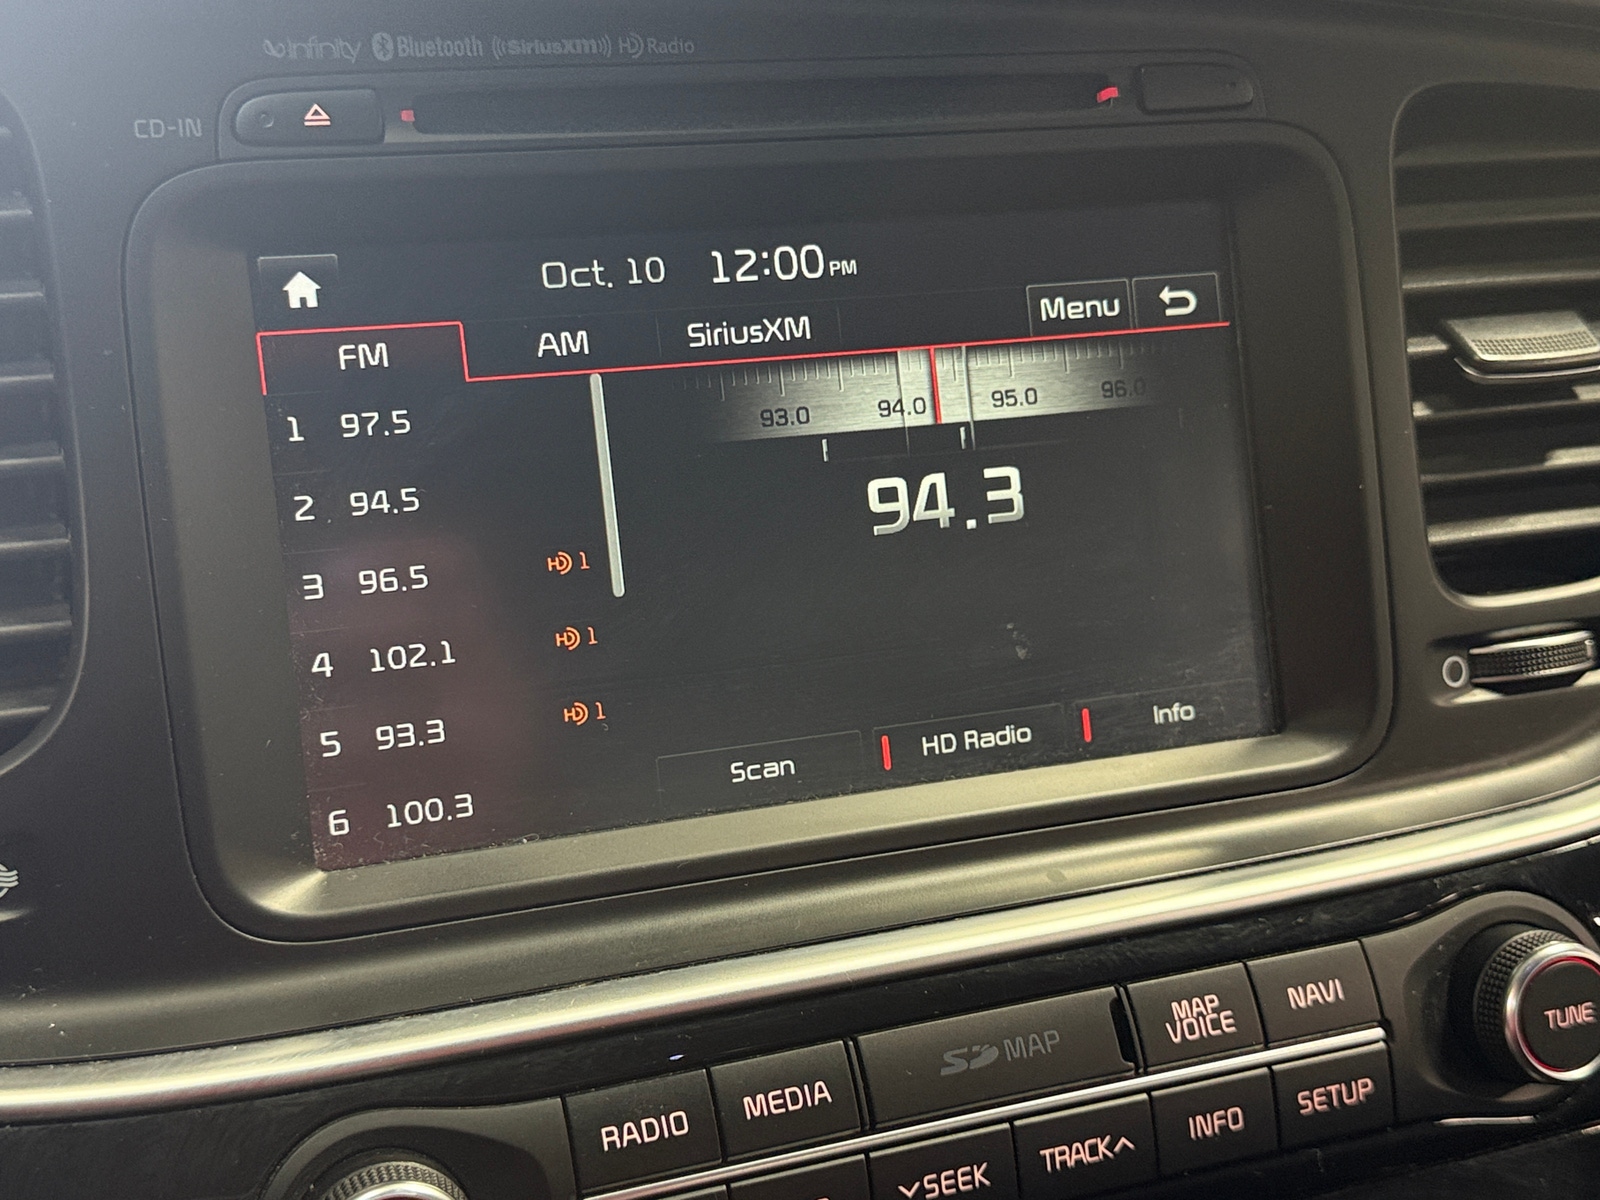 Infinity Bluetooth ((SiriusXM)) HD Radio
CD-IN
Oct. 10 12:00 PM
FM AM SiriusXM Menu
93.0 94.0 95.0 96.0
94.3
1 97.5
2 94.5
3 96.5 HD 1
4 102.1 HD 1
5 93.3 HD 1
6 100.3
Scan HD Radio Info
RADIO MEDIA SD MAP MAP VOICE NAVI
SEEK TRACK INFO SETUP
TUNE